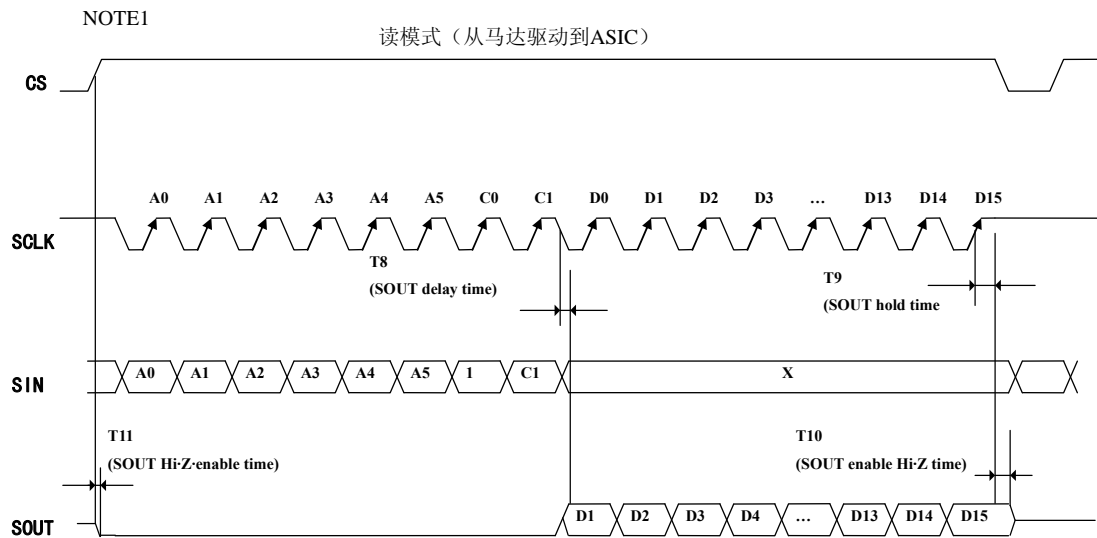 NOTE1
读模式（从马达驱动到ASIC）
CS
A0 A1 A2 A3 A4 A5 C0 C1 D0 D1 D2 D3 … D13 D14 D15
SCLK
T8
(SOUT delay time)
T9
(SOUT hold time
SIN
A0 A1 A2 A3 A4 A5 1 C1 X
T11
(SOUT Hi-Z-enable time)
T10
(SOUT enable Hi-Z time)
SOUT
D1 D2 D3 D4 … D13 D14 D15